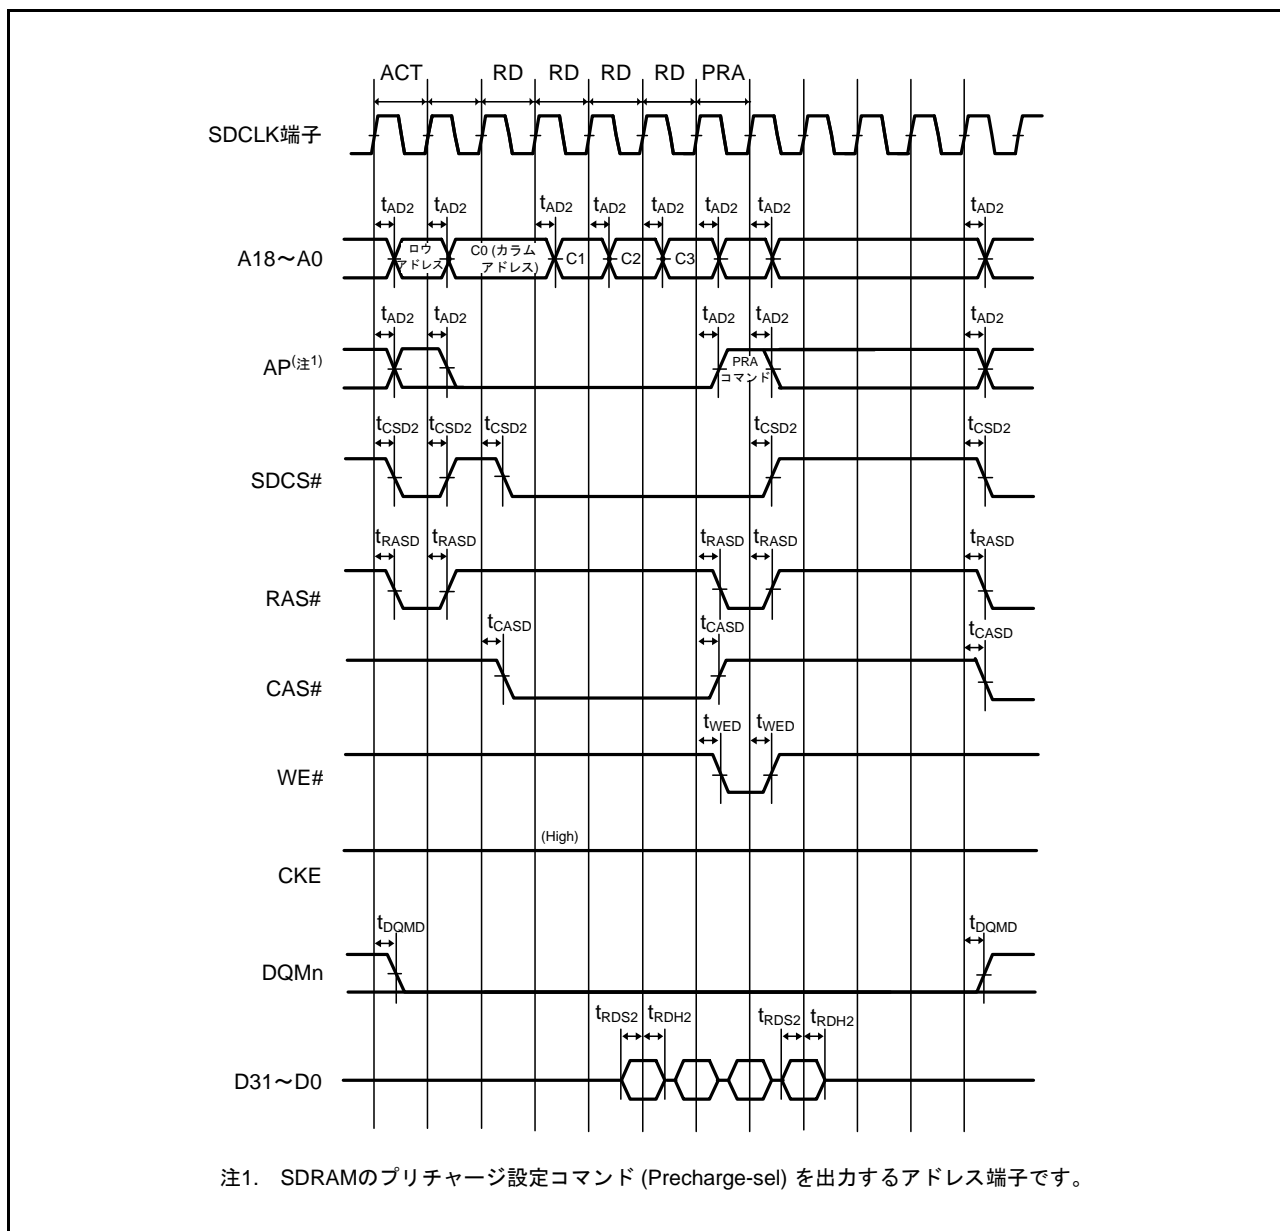 ACT RD RD RD RD PRA
SDCLK端子
tAD2 tAD2 tAD2 tAD2 tAD2 tAD2 tAD2 tAD2
A18～A0
ロウ
アドレス
C0 (カラム
アドレス)
C1 C2 C3
tAD2 tAD2 tAD2 tAD2 tAD2
AP(注1)
PRA
コマンド
tCSD2 tCSD2 tCSD2 tCSD2 tCSD2
SDCS#
tRASD tRASD tRASD tRASD tRASD
RAS#
tCASD tCASD tCASD
CAS#
tWED tWED
WE#
(High)
CKE
tDQMD tDQMD
DQMn
tRDS2 tRDH2 tRDS2 tRDH2
D31～D0
注1. SDRAMのプリチャージ設定コマンド (Precharge-sel) を出力するアドレス端子です。